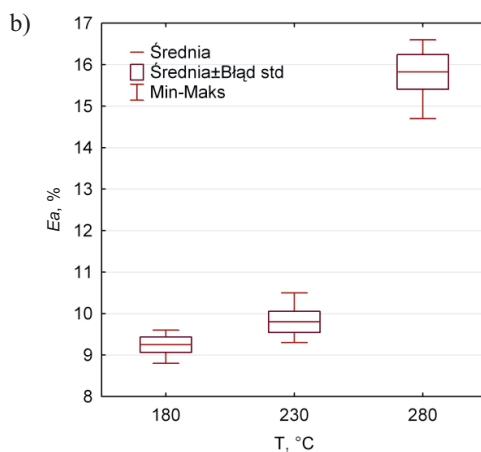 b)
17
16
15
14
13
12
11
10
9
8
Ea, %
Średnia
Średnia±Błąd std
Min-Maks
180
230
280
T, °C